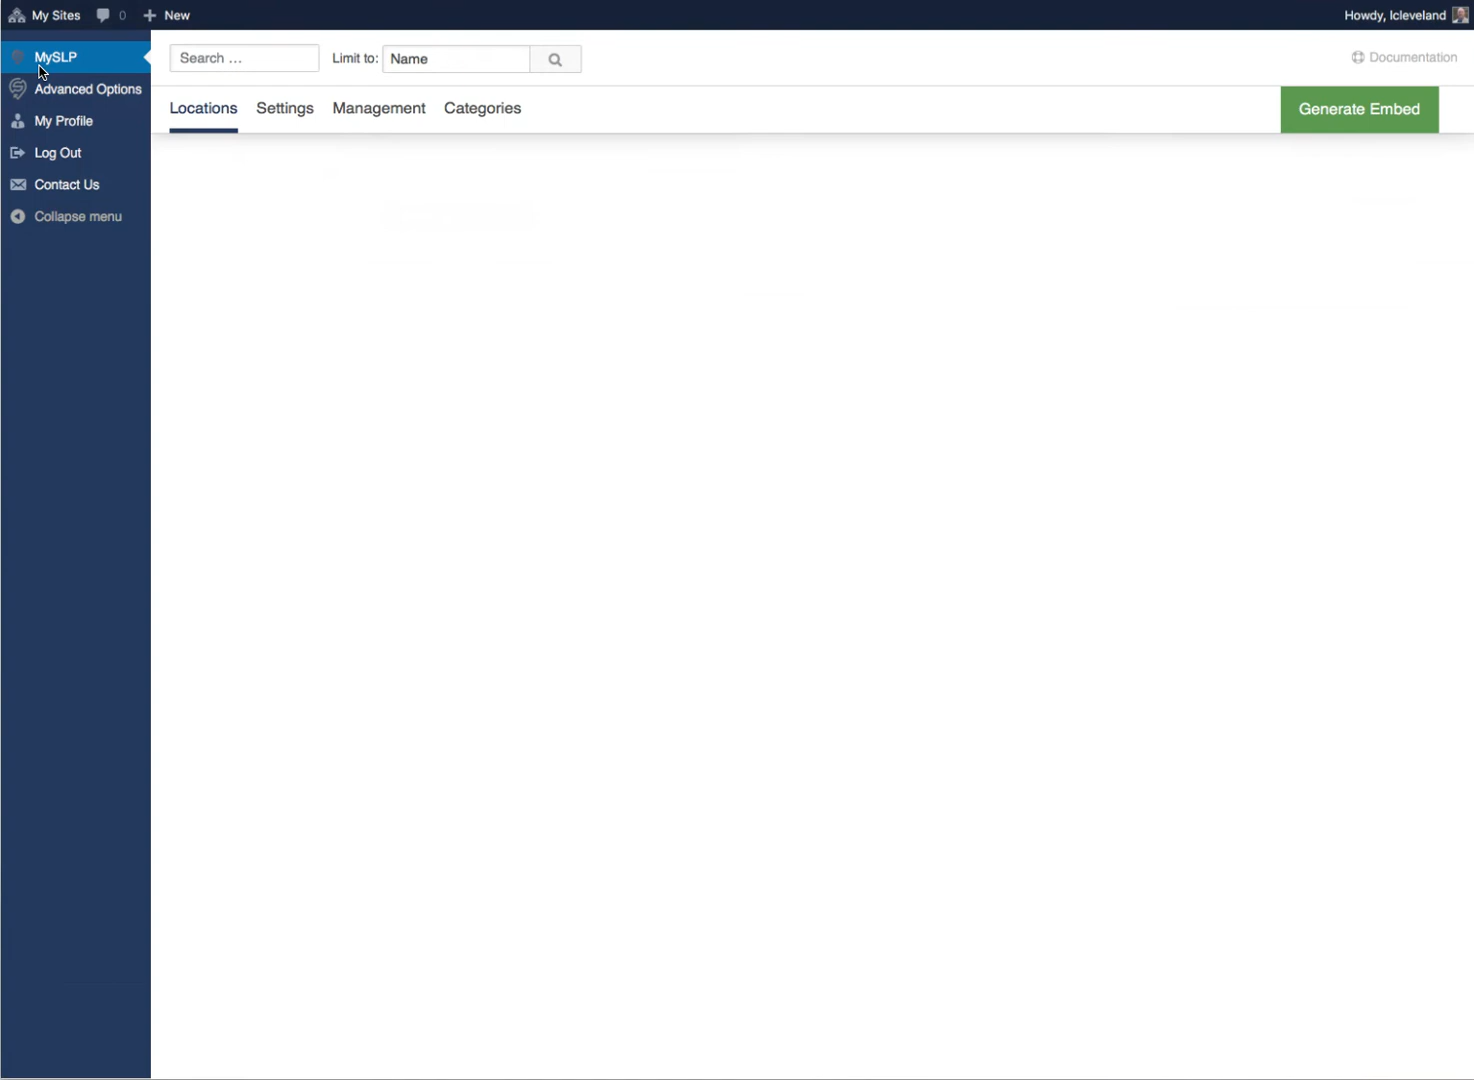 My Sites 0 New Howdy, lcleveland
MySLP
Advanced Options
My Profile
Log Out
Contact Us
Collapse menu
Search ... Limit to: Name Documentation
Locations Settings Management Categories Generate Embed